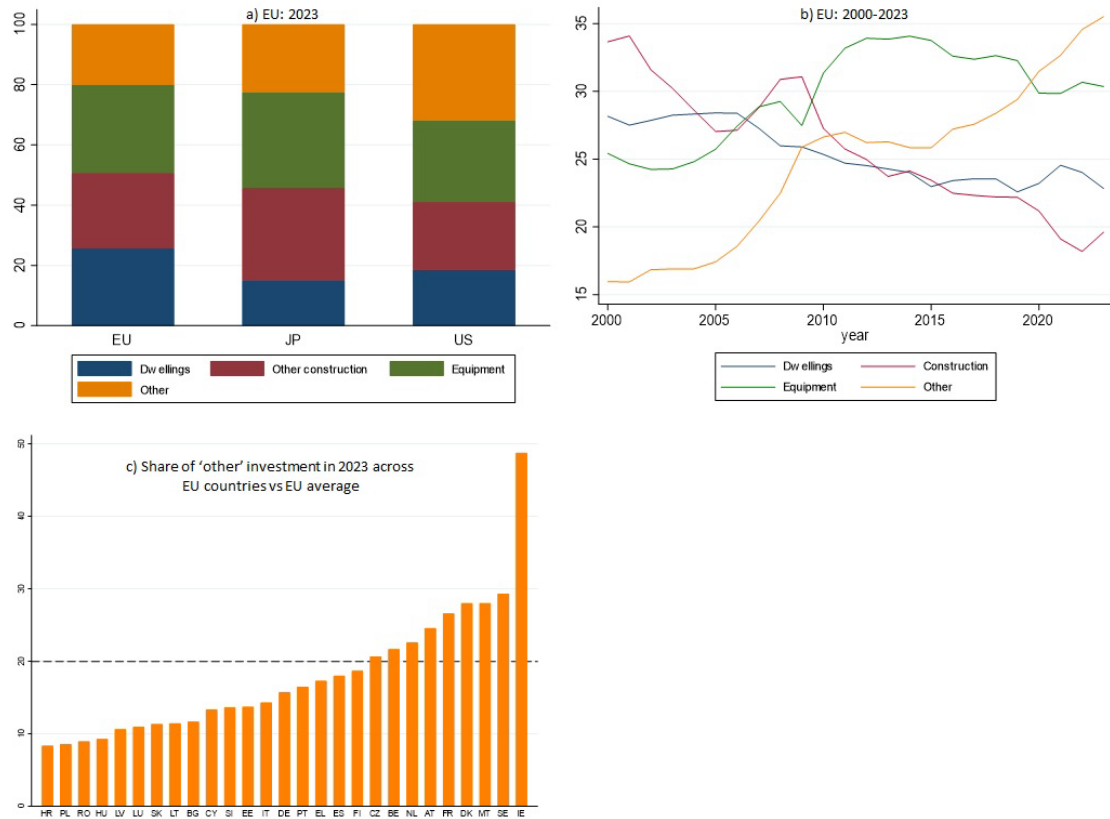 a) EU: 2023
100
80
60
40
20
0
EU JP US
Dw ellings Other construction Equipment
Other
b) EU: 2000-2023
35
30
25
20
15
2000 2005 2010 2015 2020
year
Dw ellings Construction
Equipment Other
c) Share of ‘other’ investment in 2023 across
EU countries vs EU average
50
40
30
20
10
0
HR PL RO HU LV LU SK LT BG CY SI EE IT DE PT EL ES FI CZ BE NL AT FR DK MT SE IE